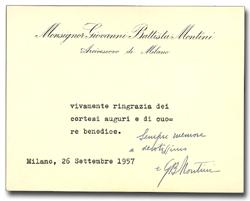 Monsignor Giovanni Battista Montini
Arcivescovo di Milano
vivamente ringrazia dei
cortesi auguri e di cuo=
re benedice.
Sempre memore
e devotissimo
Milano, 26 Settembre 1957
+ G B Montini